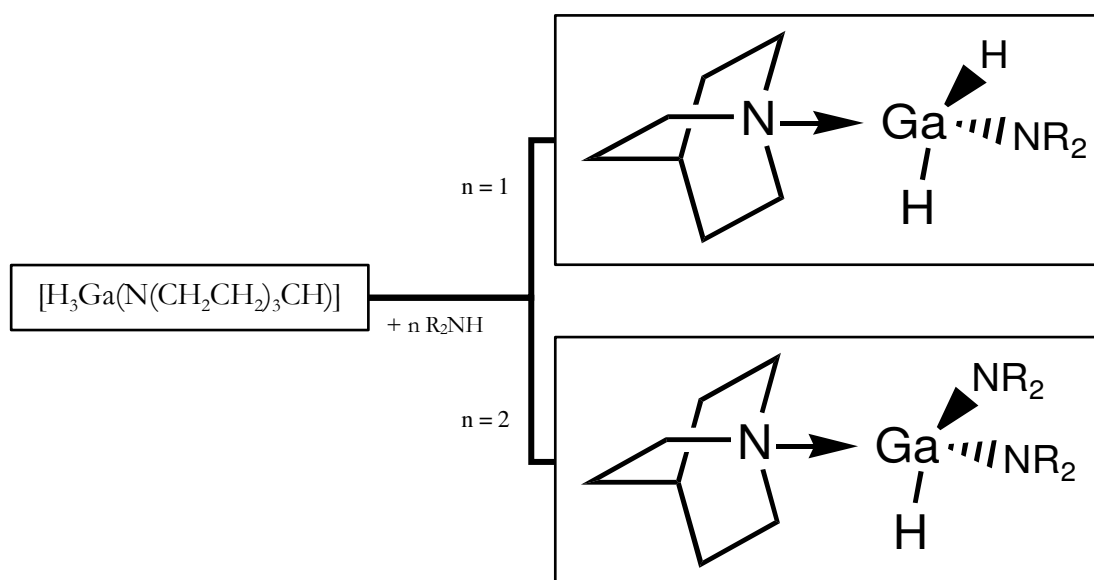 H
N
Ga
NR₂
H
n = 1
[H₃Ga(N(CH₂CH₂)₃CH)]
+ n R₂NH
n = 2
NR₂
N
Ga
NR₂
H